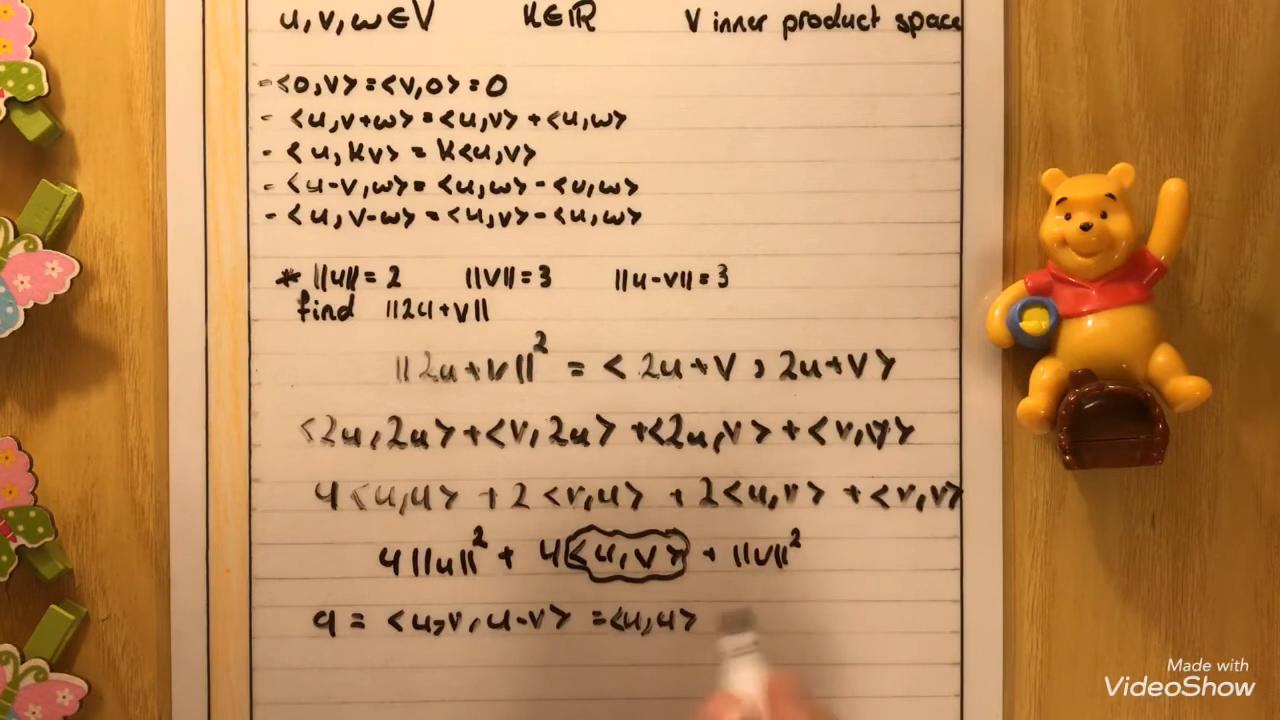 u, v, w ∈ V k ∈ IR V inner product space
- <0, v> = <v, 0> = 0
- <u, v+w> = <u, v> + <u, w>
- <u, kv> = k<u, v>
- <u-v, w> = <u, w> - <v, w>
- <u, v-w> = <u, v> - <u, w>
* ||u|| = 2 ||v|| = 3 ||u-v|| = 3
find ||2u+v||
||2u+v||² = <2u+v, 2u+v>
<2u, 2u> + <v, 2u> + <2u, v> + <v, v>
4<u, u> + 2<v, u> + 2<u, v> + <v, v>
4||u||² + 4<u, v> + ||v||²
9 = <u-v, u-v> = <u, u>
Made with
VideoShow